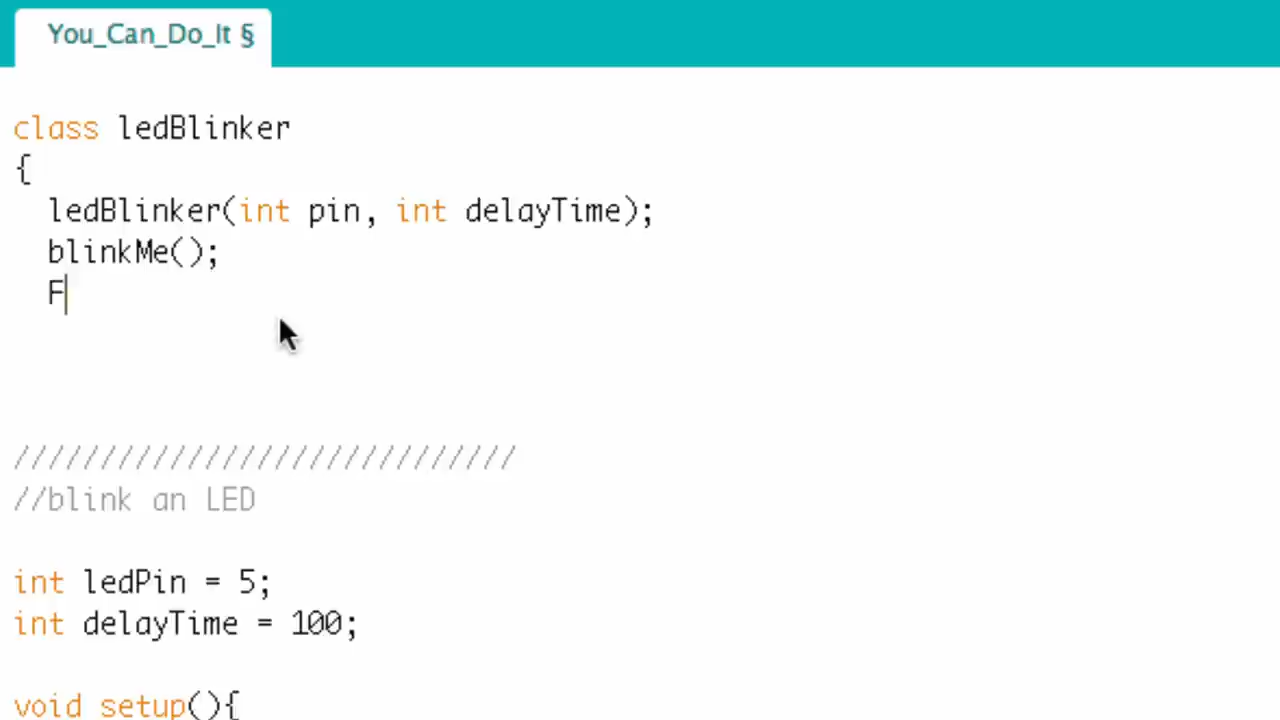 You_Can_Do_It §
class ledBlinker
{
ledBlinker(int pin, int delayTime);
blinkMe();
F
/////////////////////////////
//blink an LED
int ledPin = 5;
int delayTime = 100;
void setup(){